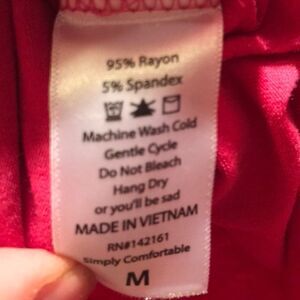 95% Rayon
5% Spandex
Machine Wash Cold
Gentle Cycle
Do Not Bleach
Hang Dry
or you'll be sad
MADE IN VIETNAM
RN#142161
Simply Comfortable
M